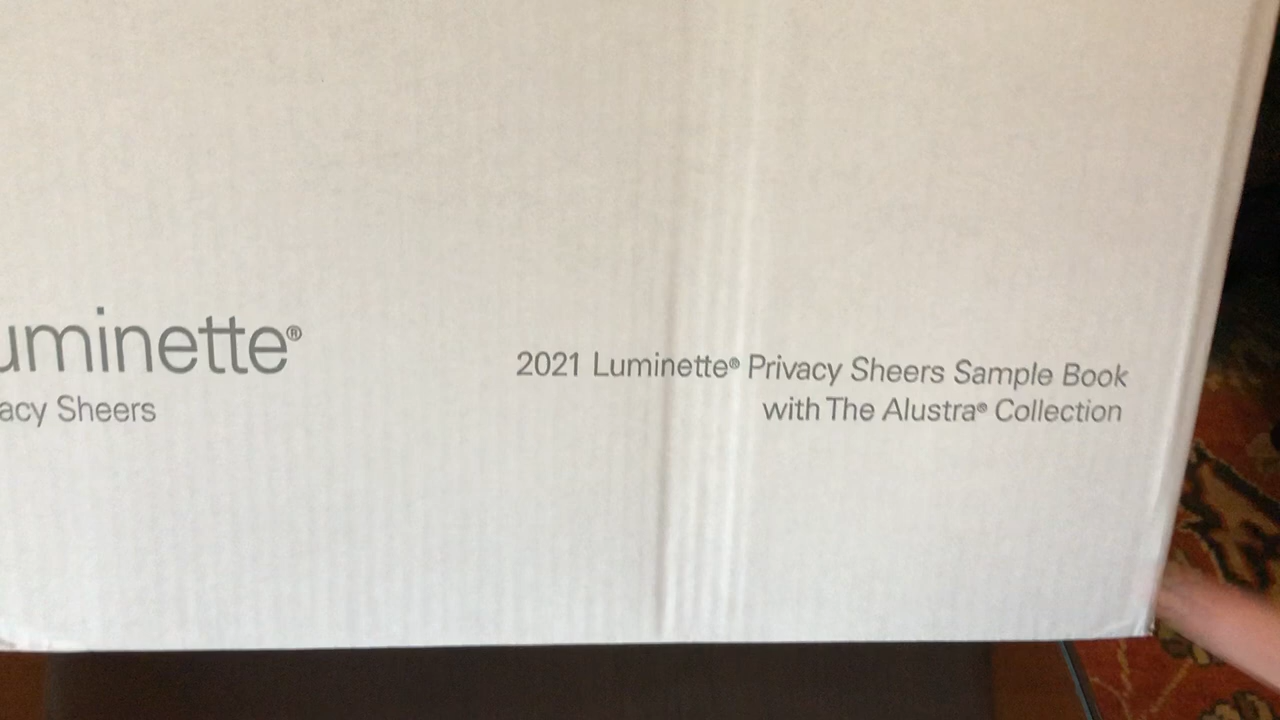 uminette®
acy Sheers
2021 Luminette® Privacy Sheers Sample Book
with The Alustra® Collection